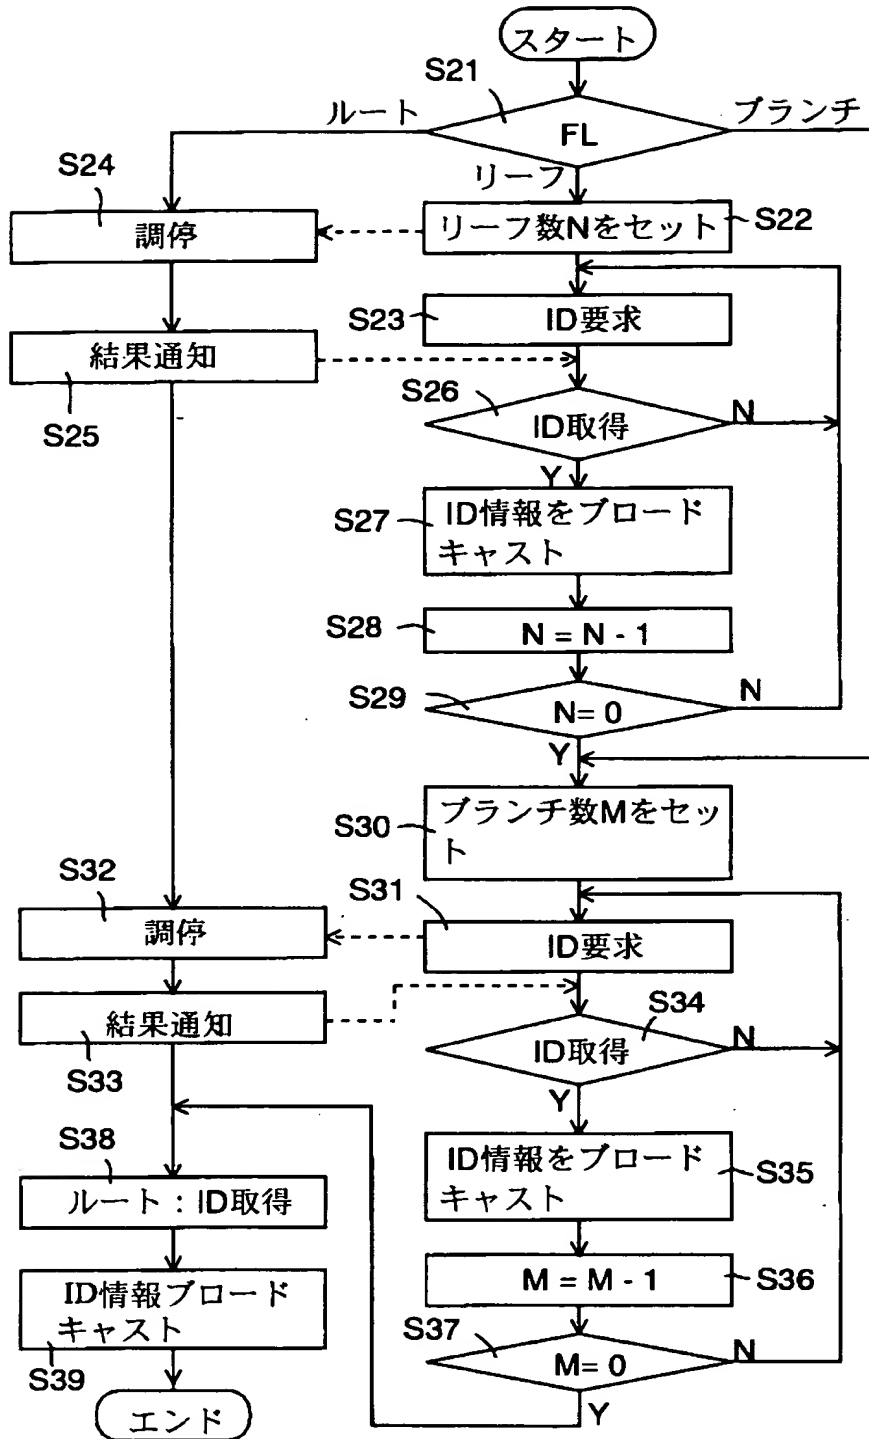 スタート
S21
ルート
FL
ブランチ
リーフ
S24
調停
リーフ数Nをセット
S22
S23
ID要求
結果通知
S25
S26
ID取得
N
Y
S27
ID情報をブロード
キャスト
S28
N = N - 1
S29
N= 0
N
Y
S30
ブランチ数Mをセッ
ト
S32
調停
S31
ID要求
結果通知
S33
S34
ID取得
N
Y
ID情報をブロード
キャスト
S35
S38
ルート : ID取得
M = M - 1
S36
ID情報ブロード
キャスト
S39
S37
M= 0
N
Y
エンド